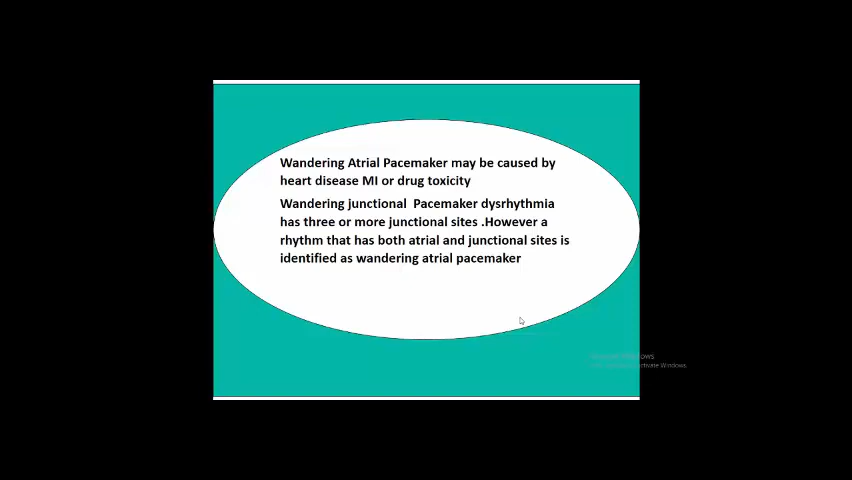 Wandering Atrial Pacemaker may be caused by
heart disease MI or drug toxicity
Wandering junctional  Pacemaker dysrhythmia
has three or more junctional sites .However a
rhythm that has both atrial and junctional sites is
identified as wandering atrial pacemaker
Windows.